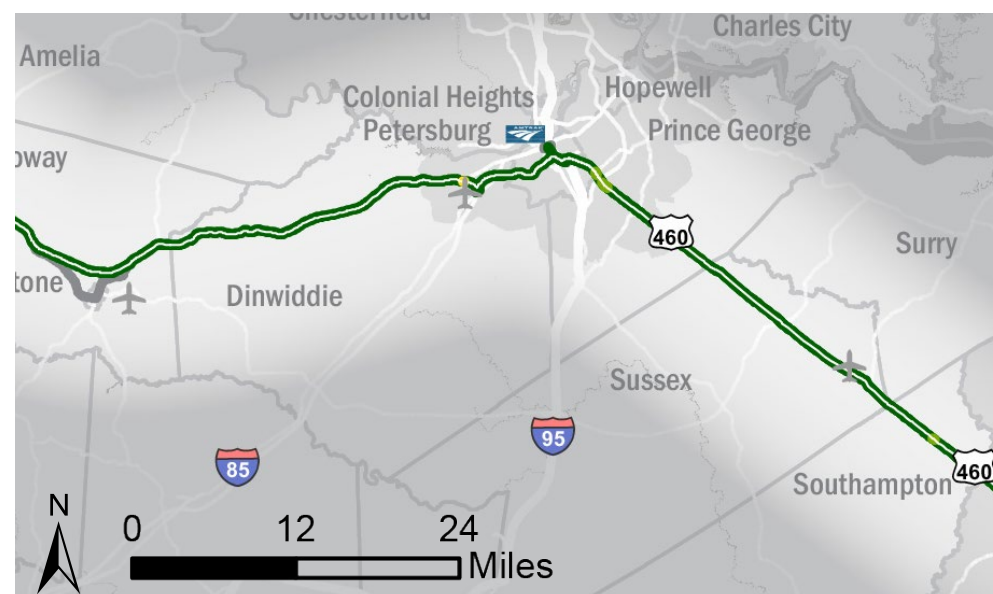 Chesterfield
Charles City
Amelia
Hopewell
Colonial Heights
AMTRAK
Petersburg
Prince George
oway
460
Surry
tone
Dinwiddie
Sussex
95
85
460
Southampton
N
0 12 24
Miles